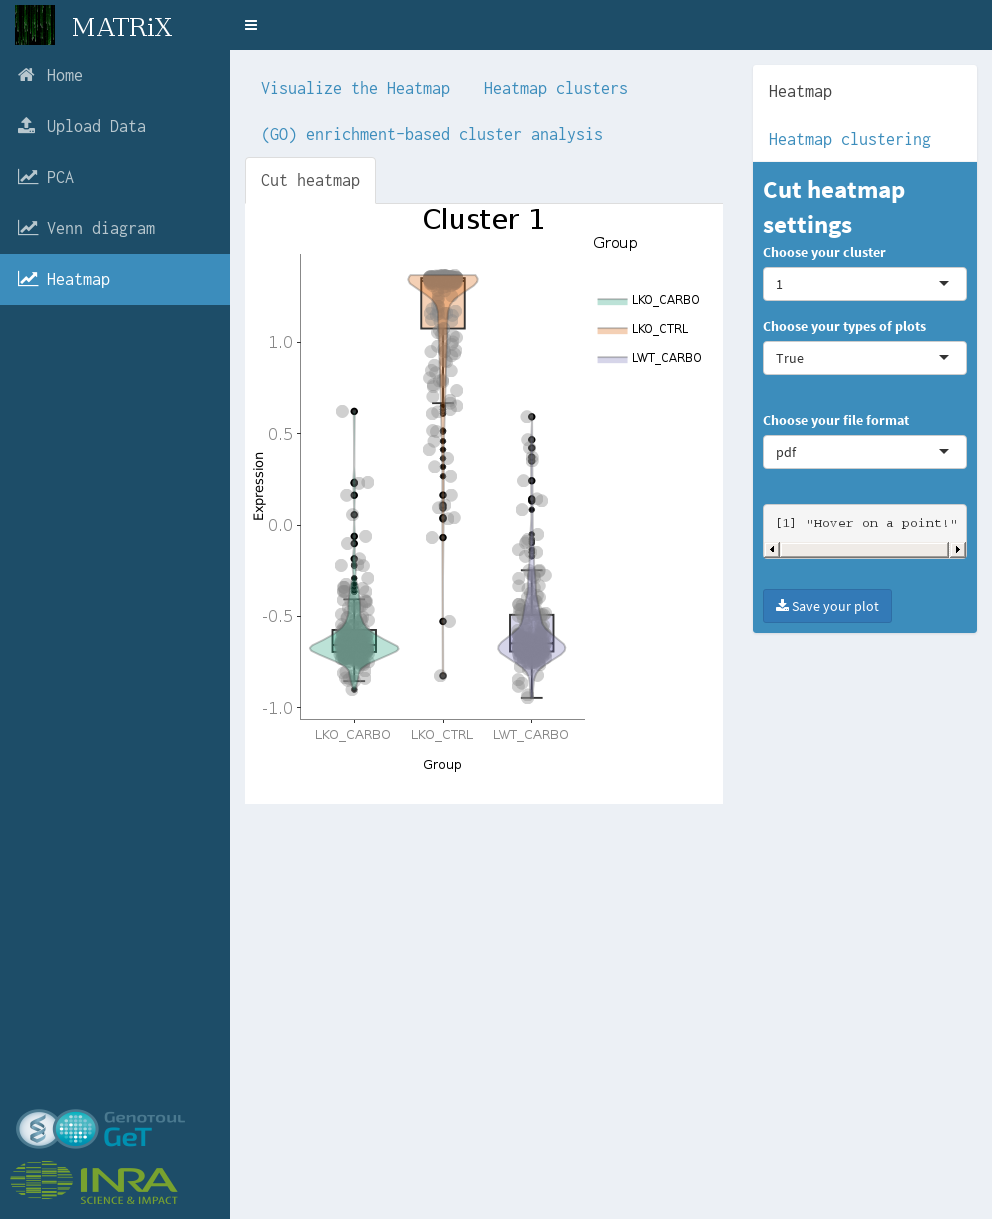 MATRiX
Home
Upload Data
PCA
Venn diagram
Heatmap
Visualize the Heatmap
Heatmap clusters
(GO) enrichment-based cluster analysis
Cut heatmap
Cluster 1
Group
LKO_CARBO
LKO_CTRL
LWT_CARBO
Expression
1.0
0.5
0.0
-0.5
-1.0
LKO_CARBO
LKO_CTRL
LWT_CARBO
Group
Heatmap
Heatmap clustering
Cut heatmap
settings
Choose your cluster
1
Choose your types of plots
True
Choose your file format
pdf
[1] "Hover on a point!"
Save your plot
Genotoul
GeT
INRA
SCIENCE & IMPACT